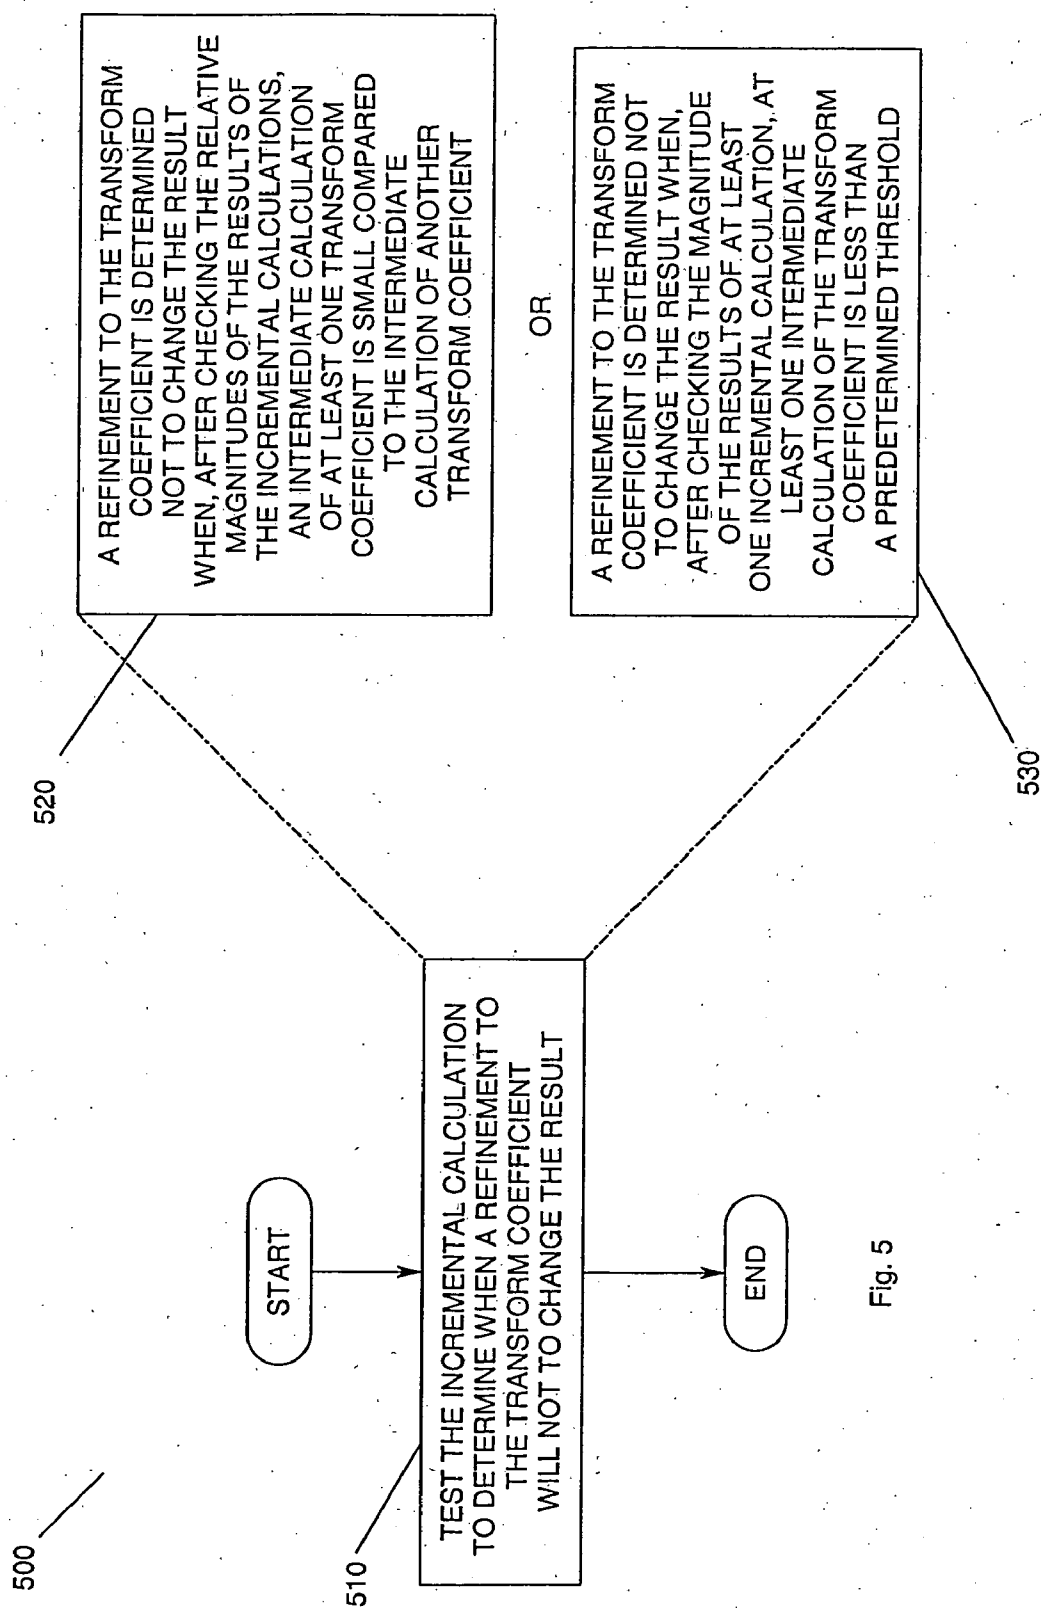 500
START
510
TEST THE INCREMENTAL CALCULATION
TO DETERMINE WHEN A REFINEMENT TO
THE TRANSFORM COEFFICIENT
WILL NOT TO CHANGE THE RESULT
END
Fig. 5
520
A REFINEMENT TO THE TRANSFORM
COEFFICIENT IS DETERMINED
NOT TO CHANGE THE RESULT
WHEN, AFTER CHECKING THE RELATIVE
MAGNITUDES OF THE RESULTS OF
THE INCREMENTAL CALCULATIONS,
AN INTERMEDIATE CALCULATION
OF AT LEAST ONE TRANSFORM
COEFFICIENT IS SMALL COMPARED
TO THE INTERMEDIATE
CALCULATION OF ANOTHER
TRANSFORM COEFFICIENT
OR
A REFINEMENT TO THE TRANSFORM
COEFFICIENT IS DETERMINED NOT
TO CHANGE THE RESULT WHEN,
AFTER CHECKING THE MAGNITUDE
OF THE RESULTS OF AT LEAST
ONE INCREMENTAL CALCULATION, AT
LEAST ONE INTERMEDIATE
CALCULATION OF THE TRANSFORM
COEFFICIENT IS LESS THAN
A PREDETERMINED THRESHOLD
530